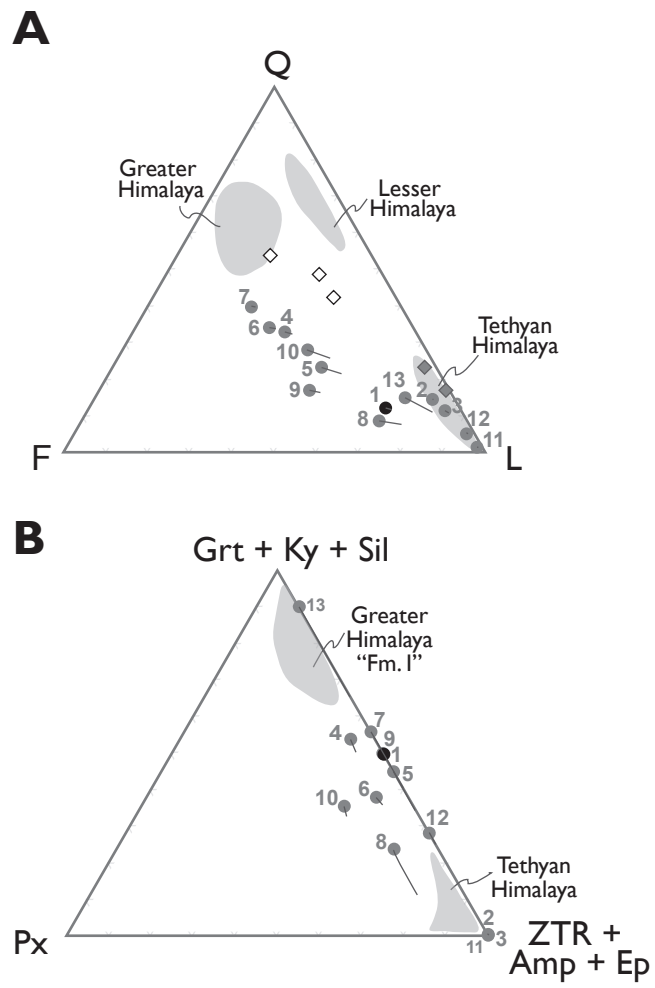 A
Q
Greater
Himalaya
Lesser
Himalaya
7
6
4
10
5
9
Tethyan
Himalaya
13
2
1
3
8
12
11
F
L
B
Grt + Ky + Sil
13
Greater
Himalaya
“Fm. I”
7
4
9
1
5
6
10
12
8
Tethyan
Himalaya
2
11
3
Px
ZTR +
Amp + Ep